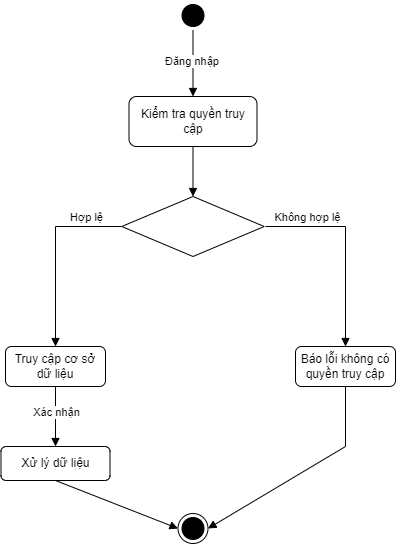 Đăng nhập
Kiểm tra quyền truy
cập
Hợp lệ
Không hợp lệ
Truy cập cơ sở
dữ liệu
Báo lỗi không có
quyền truy cập
Xác nhận
Xử lý dữ liệu